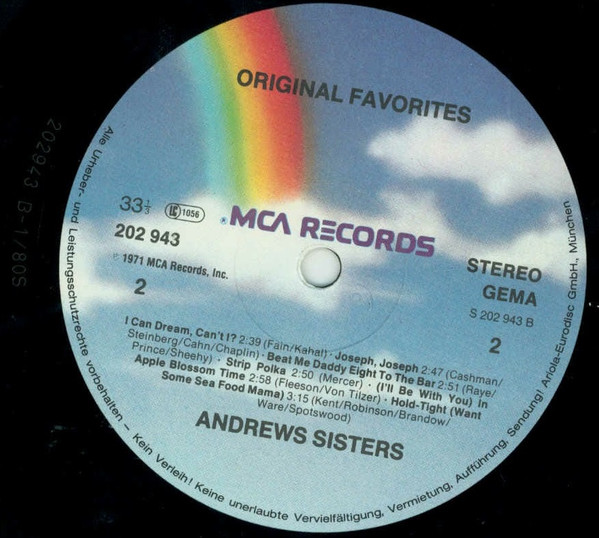 ORIGINAL FAVORITES
33⅓
LC 1056
® MCA RECORDS
202 943
℗ 1971 MCA Records, Inc.
2
STEREO
GEMA
S 202 943 B
2
I Can Dream, Can't I? 2:39 (Fain/Kahal) · Joseph, Joseph 2:47 (Cashman/
Steinberg/Cahn/Chaplin) · Beat Me Daddy Eight To The Bar 2:51 (Raye/
Prince/Sheehy) · Strip Polka 2:50 (Mercer) · (I'll Be With You) In
Apple Blossom Time 2:58 (Fleeson/Von Tilzer) · Hold-Tight (Want
Some Sea Food Mama) 3:15 (Kent/Robinson/Brandow/
Ware/Spotswood)
ANDREWS SISTERS
Alle Urheber- und Leistungsschutzrechte vorbehalten – Kein Verleih! Keine unerlaubte Vervielfältigung, Vermietung, Aufführung, Sendung! Ariola-Eurodisc GmbH., München
202943 B-1/80S